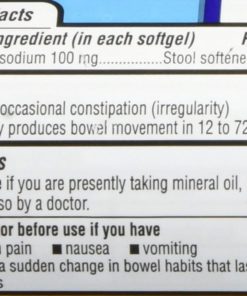 acts
ngredient (in each softgel)
sodium 100 mg............Stool softene
occasional constipation (irregularity)
y produces bowel movement in 12 to 72
s
e if you are presently taking mineral oil,
so by a doctor.
or before use if you have
n pain ■ nausea ■ vomiting
a sudden change in bowel habits that las
s